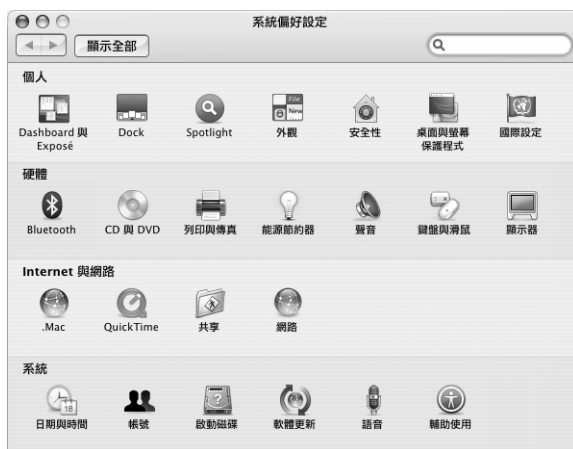 系統偏好設定
顯示全部
個人
Dashboard 與
Exposé
Dock
Spotlight
外觀
安全性
桌面與螢幕
保護程式
國際設定
硬體
Bluetooth
CD 與 DVD
列印與傳真
能源節約器
聲音
鍵盤與滑鼠
顯示器
Internet 與網路
.Mac
QuickTime
共享
網路
系統
日期與時間
帳號
啟動磁碟
軟體更新
語音
輔助使用
File
New
18